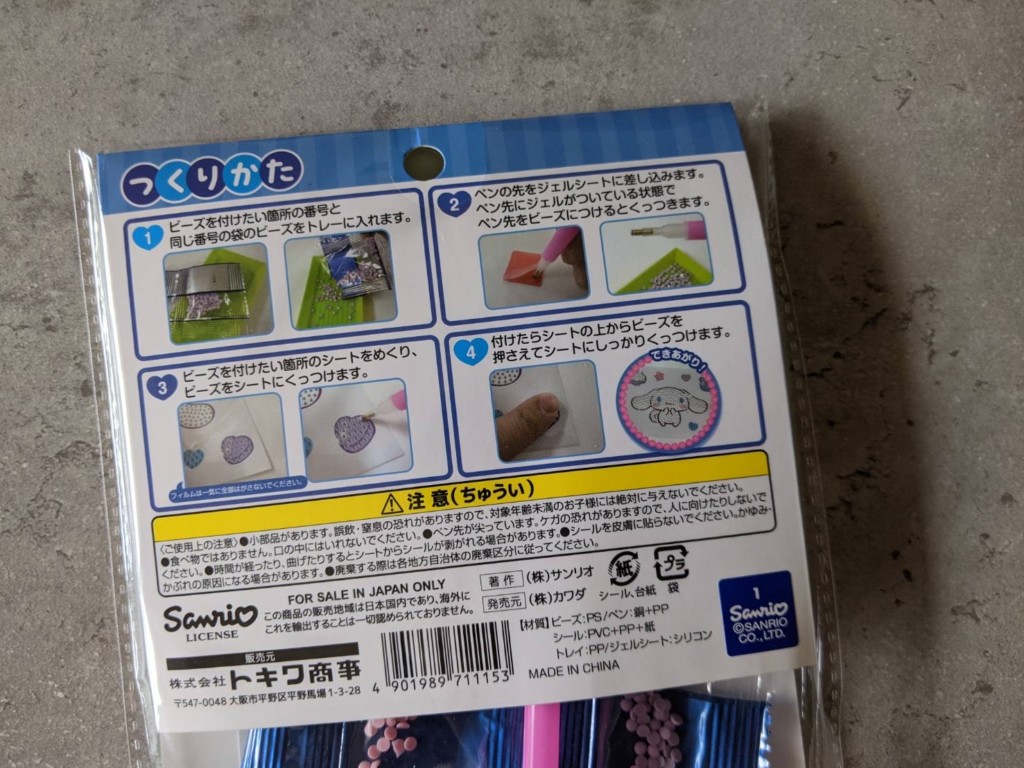 つくりかた
1
ビーズを付けたい箇所の番号と
同じ番号の袋のビーズをトレーに入れます。
2
ペンの先をジェルシートに差し込みます。
ペン先にジェルがついている状態で
ペン先をビーズにつけるとくっつきます。
3
ビーズを付けたい箇所のシートをめくり、
ビーズをシートにくっつけます。
フィルムは一気に全部はがさないでください。
4
付けたらシートの上からビーズを
押さえてシートにしっかりくっつけます。
できあがり!
注意(ちゅうい)
〈ご使用上の注意〉●小部品があります。誤飲・窒息の恐れがありますので、対象年齢未満のお子様には絶対に与えないでください。
●食べ物ではありません。口の中にはいれないでください。●ペン先が尖っています。ケガの恐れがありますので、人に向けたりしないで
ください。●時間が経ったり、曲げたりするとシートからシールが剥がれる場合があります。●シールを皮膚に貼らないでください。かゆみ・
かぶれの原因になる場合があります。●廃棄する際は各地方自治体の廃棄区分に従ってください。
Sanrio
LICENSE
FOR SALE IN JAPAN ONLY
この商品の販売地域は日本国内であり、海外に
これを輸出することは一切認められておりません。
著作 (株)サンリオ
発売元 (株)カワダ
紙
シール、台紙
プラ
袋
販売元
株式会社トキワ商事
〒547-0048 大阪市平野区平野馬場1-3-28
4 901989 711153
【材質】ビーズ:PS/ペン:銅+PP
シール:PVC+PP+紙
トレイ:PP/ジェルシート:シリコン
MADE IN CHINA
1
Sanrio
©SANRIO
CO., LTD.